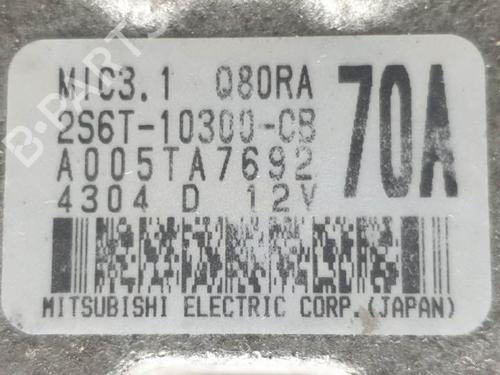 MIC3.1 Q80RA
70A
2S6T-10300-CB
A005TA7692
4304 D 12V
MITSUBISHI ELECTRIC CORP.(JAPAN)
B-PARTS